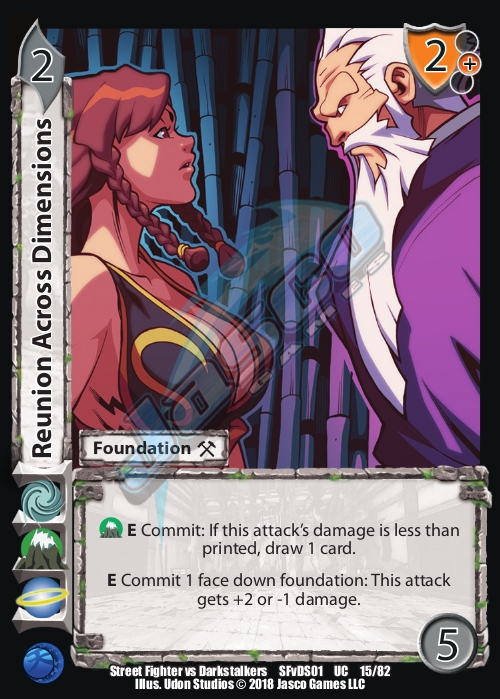 2
2
+
Reunion Across Dimensions
JASCO
GAMES
Foundation
E Commit: If this attack's damage is less than
printed, draw 1 card.
E Commit 1 face down foundation: This attack
gets +2 or -1 damage.
5
Street Fighter vs Darkstalkers SFvDS01 UC 15/82
Illus. Udon Studios © 2018 Jasco Games LLC